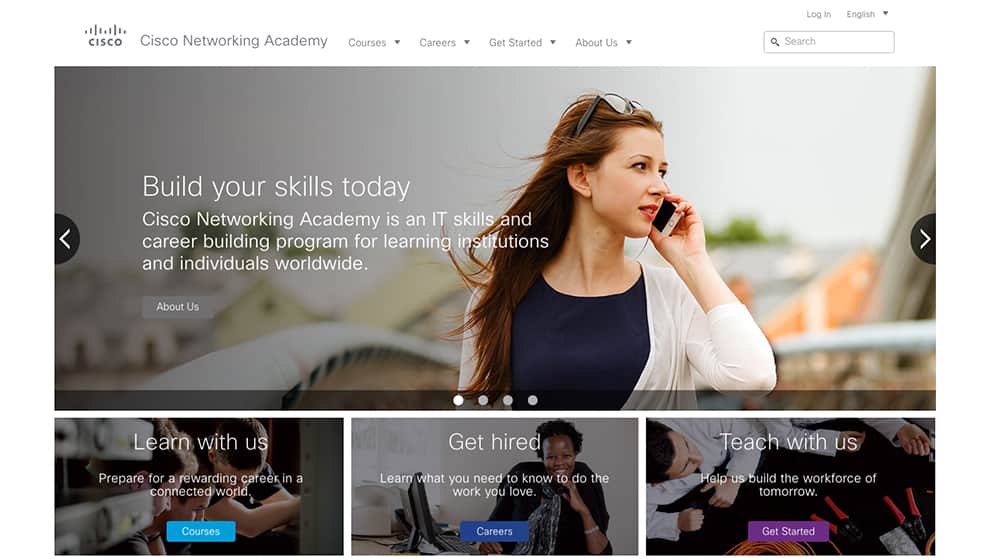 Log In English
CISCO
Cisco Networking Academy Courses Careers Get Started About Us Search
Build your skills today
Cisco Networking Academy is an IT skills and
career building program for learning institutions
and individuals worldwide.
About Us
Learn with us
Prepare for a rewarding career in a
connected world.
Courses
Get hired
Learn what you need to know to do the
work you love.
Careers
Teach with us
Help us build the workforce of
tomorrow.
Get Started